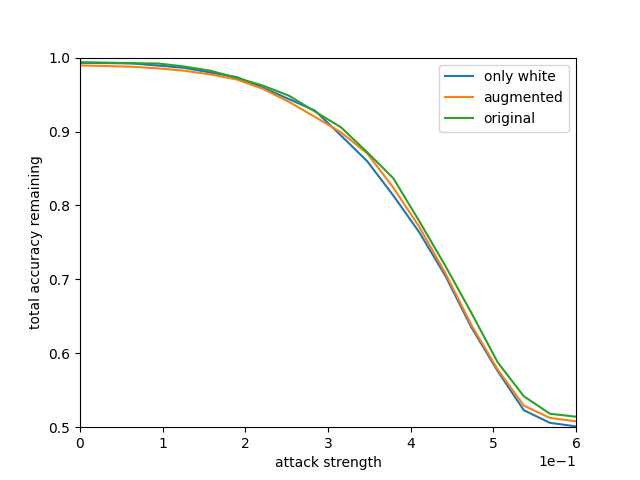 1.0
0.9
0.8
0.7
0.6
0.5
total accuracy remaining
only white
augmented
original
0 1 2 3 4 5 6
1e−1
attack strength